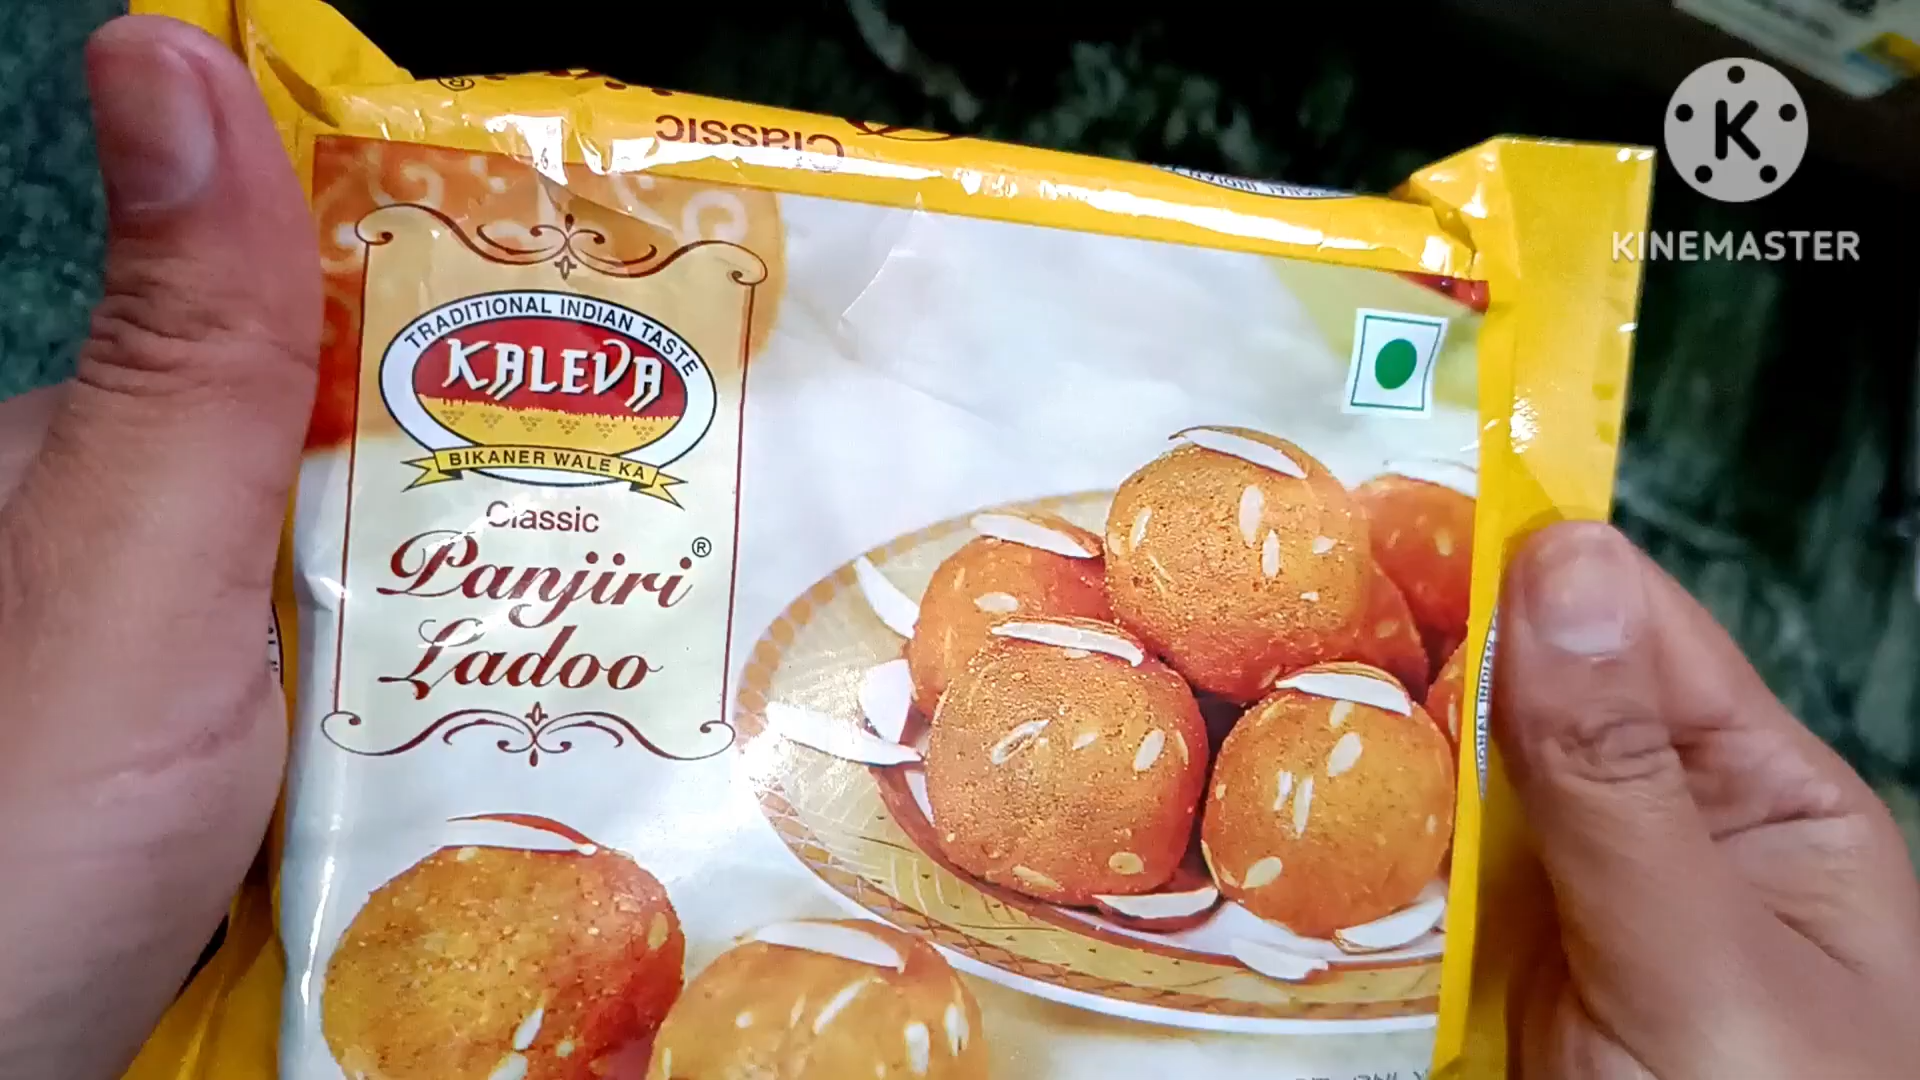 Classic
KINEMASTER
TRADITIONAL INDIAN TASTE
KALEVA
BIKANER WALE KA
Classic
Panjiri®
Ladoo